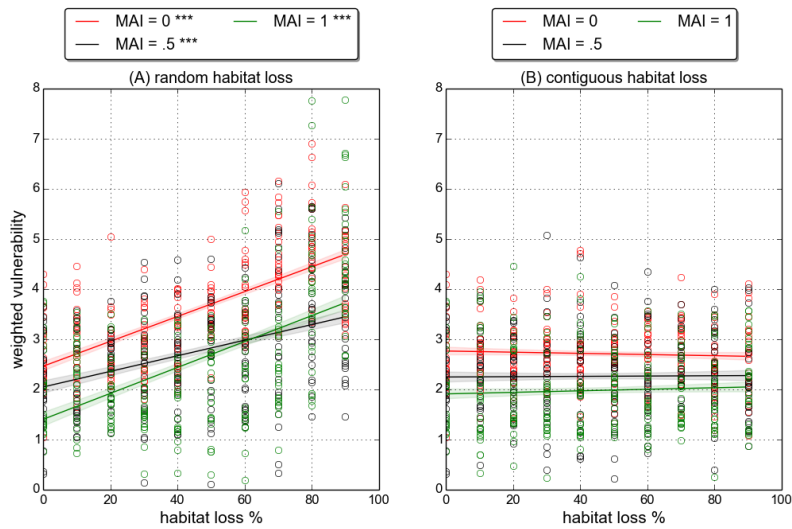 MAI = 0 *** MAI = 1 ***
MAI = .5 ***
MAI = 0 MAI = 1
MAI = .5
(A) random habitat loss
(B) contiguous habitat loss
weighted vulnerability
8
7
6
5
4
3
2
1
0
0 20 40 60 80 100
habitat loss %
8
7
6
5
4
3
2
1
0
0 20 40 60 80 100
habitat loss %